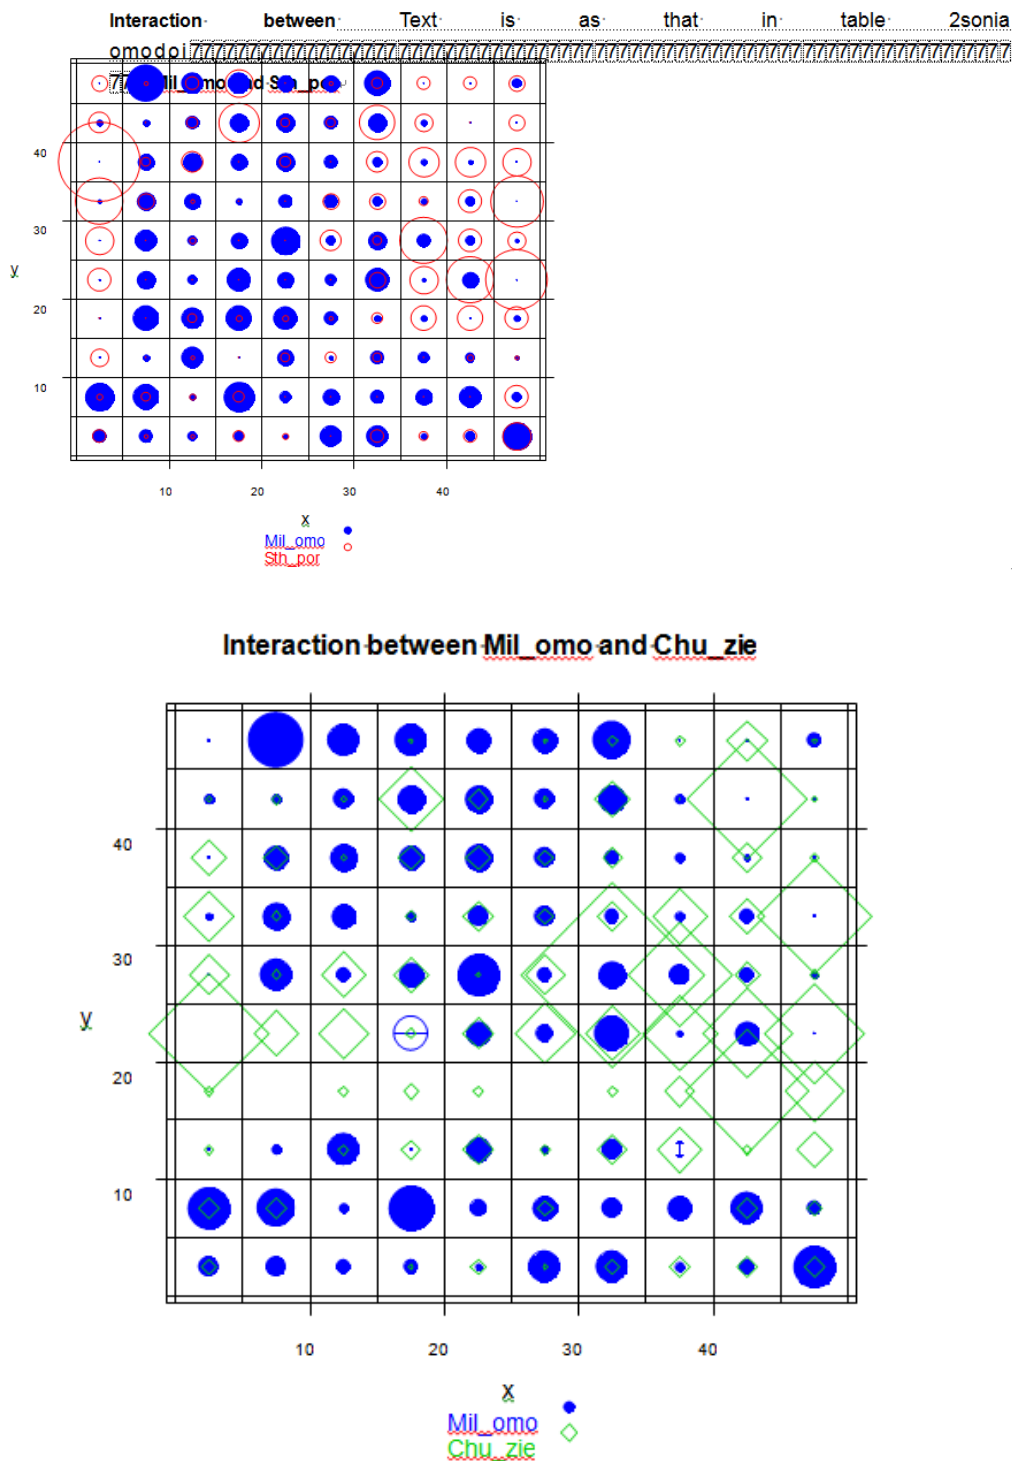 Interaction between Text is as that in table 2sonia
omodoi
40
30
y
20
10
10 20 30 40
x
Mil_omo
Sth_por
Interaction between Mil_omo and Chu_zie
40
30
y
20
10
10 20 30 40
x
Mil_omo
Chu_zie